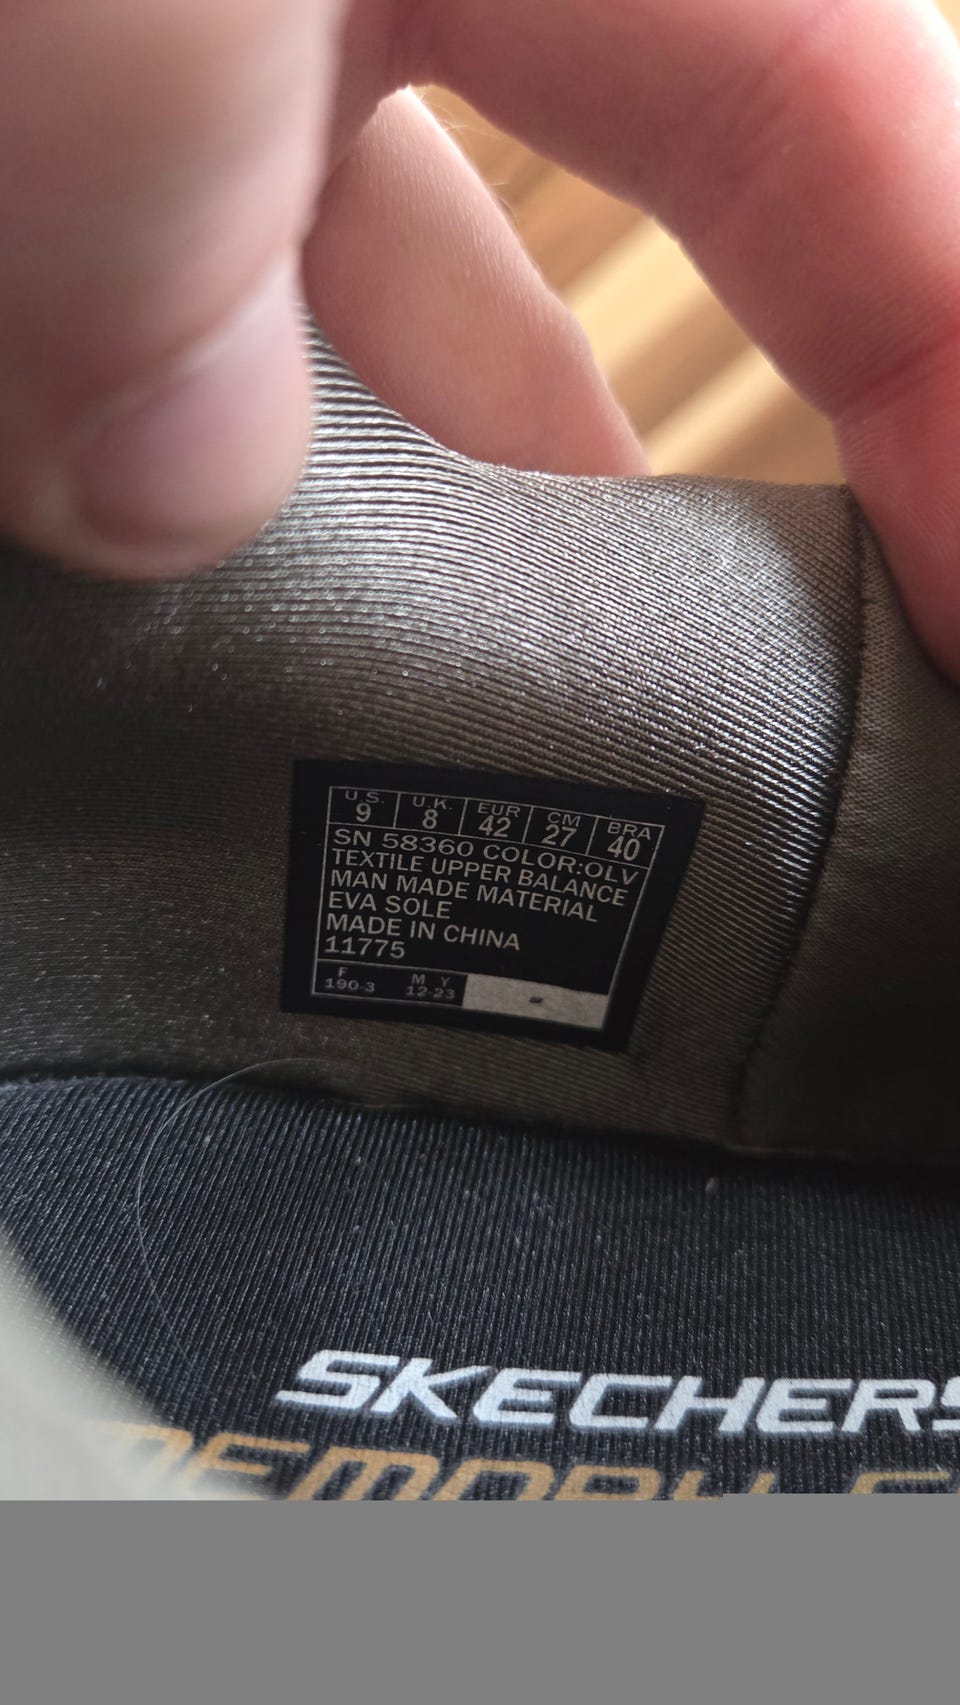 U.S. U.K. EUR CM BRA
9 8 42 27 40
SN 58360 COLOR:OLV
TEXTILE UPPER BALANCE
MAN MADE MATERIAL
EVA SOLE
MADE IN CHINA
11775
F M Y
190-3 12-23
SKECHERS
MEMORY